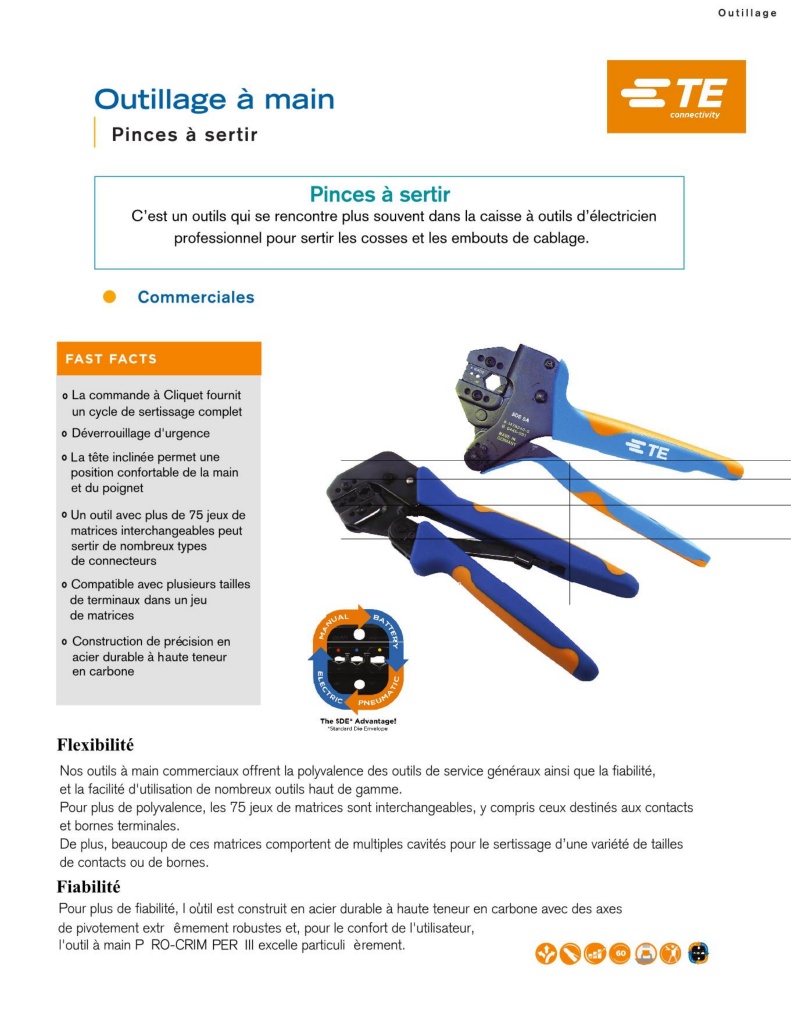 Outillage
TE
connectivity
Outillage à main
Pinces à sertir
Pinces à sertir
C'est un outils qui se rencontre plus souvent dans la caisse à outils d'électricien
professionnel pour sertir les cosses et les embouts de cablage.
Commerciales
FAST FACTS
La commande à Cliquet fournit
un cycle de sertissage complet
Déverrouillage d'urgence
La tête inclinée permet une
position confortable de la main
et du poignet
Un outil avec plus de 75 jeux de
matrices interchangeables peut
sertir de nombreux types
de connecteurs
Compatible avec plusieurs tailles
de terminaux dans un jeu
de matrices
Construction de précision en
acier durable à haute teneur
en carbone
SDE SA
MADE IN
GERMANY
TE
MANUAL
BATTERY
ELECTRIC
PNEUMATIC
The SDE* Advantage!
*Standard Die Envelope
Flexibilité
Nos outils à main commerciaux offrent la polyvalence des outils de service généraux ainsi que la fiabilité,
et la facilité d'utilisation de nombreux outils haut de gamme.
Pour plus de polyvalence, les 75 jeux de matrices sont interchangeables, y compris ceux destinés aux contacts
et bornes terminales.
De plus, beaucoup de ces matrices comportent de multiples cavités pour le sertissage d'une variété de tailles
de contacts ou de bornes.
Fiabilité
Pour plus de fiabilité, l oùtil est construit en acier durable à haute teneur en carbone avec des axes
de pivotement extr êmement robustes et, pour le confort de l'utilisateur,
l'outil à main P RO-CRIM PER III excelle particuli èrement.
60